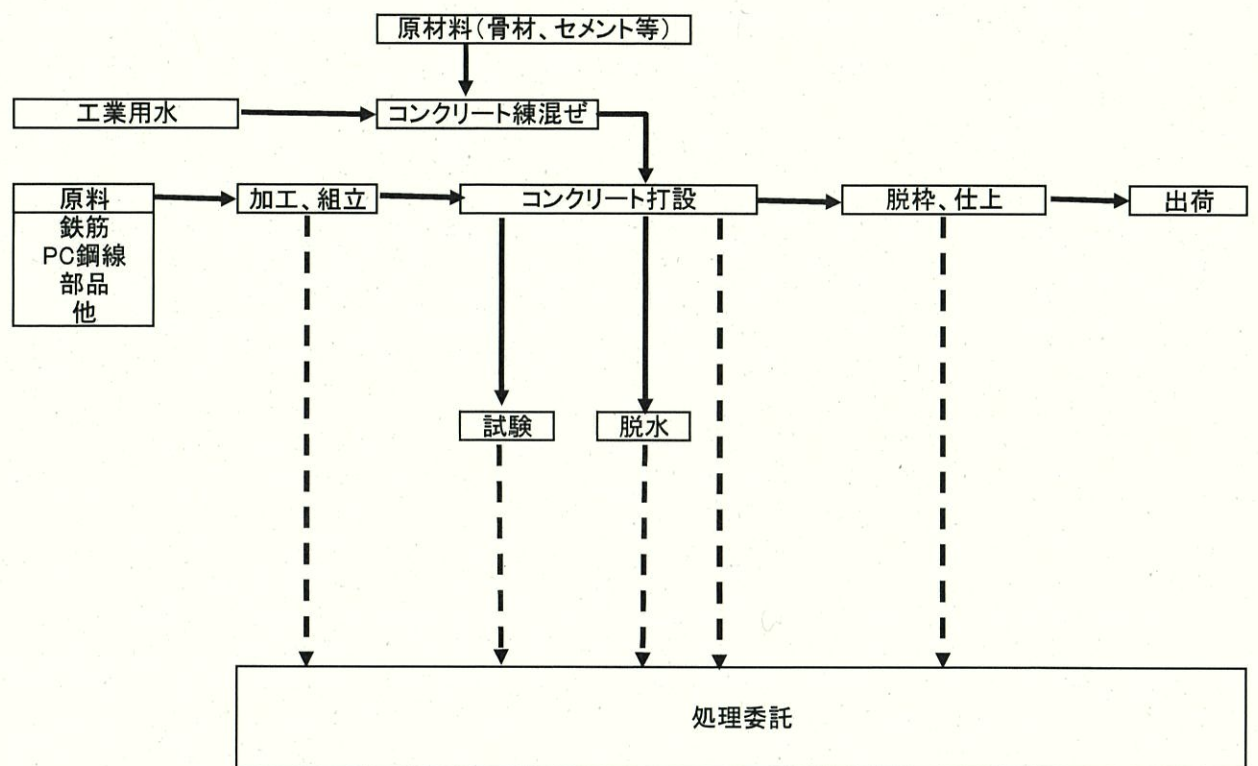 原材料(骨材、セメント等)
工業用水
コンクリート練混ぜ
原料
鉄筋
PC鋼線
部品
他
加工、組立
コンクリート打設
脱枠、仕上
出荷
試験
脱水
処理委託